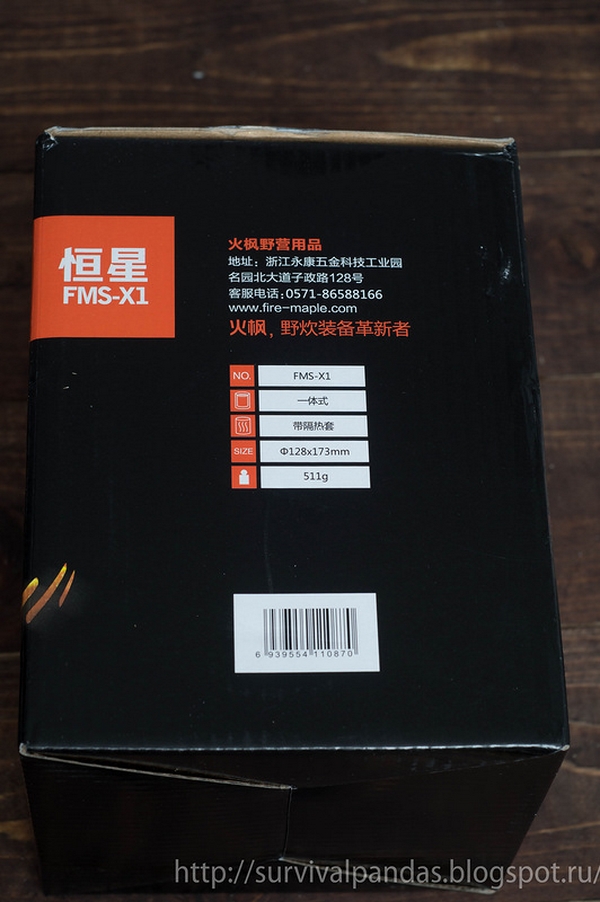 恒星
FMS-X1
火枫野营用品
地址：浙江永康五金科技工业园
名园北大道子政路128号
客服电话：0571-86588166
www.fire-maple.com
火枫，野炊装备革新者
NO. FMS-X1
一体式
带隔热套
SIZE Φ128x173mm
511g
6 939554 110870
http://survivalpandas.blogspot.ru/